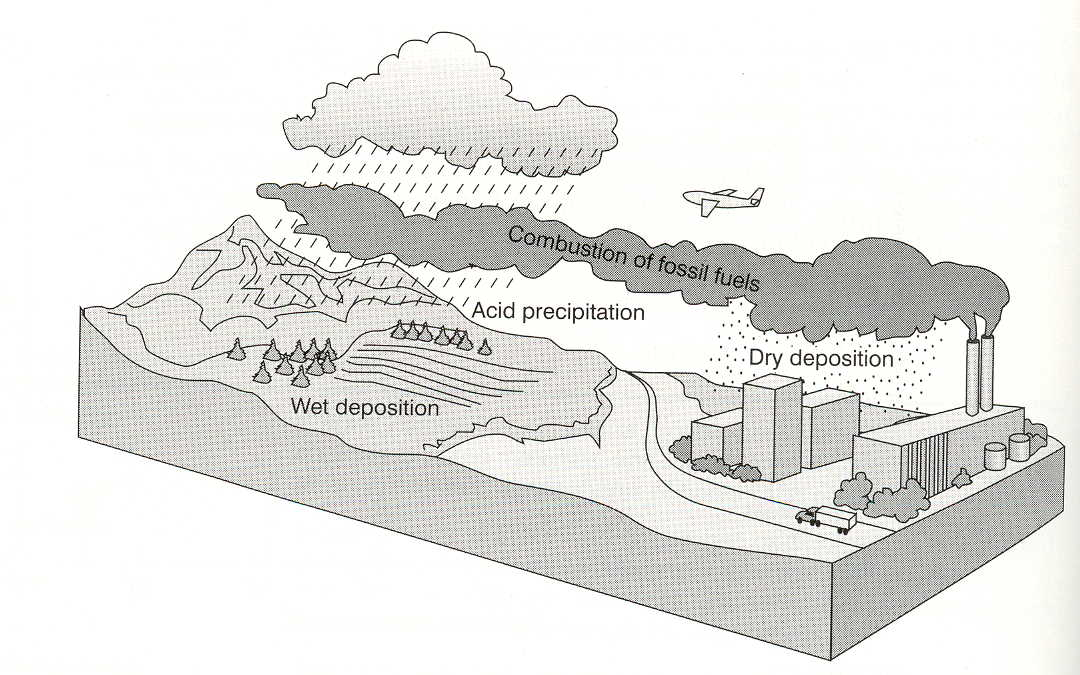 Combustion of fossil fuels
Acid precipitation
Dry deposition
Wet deposition